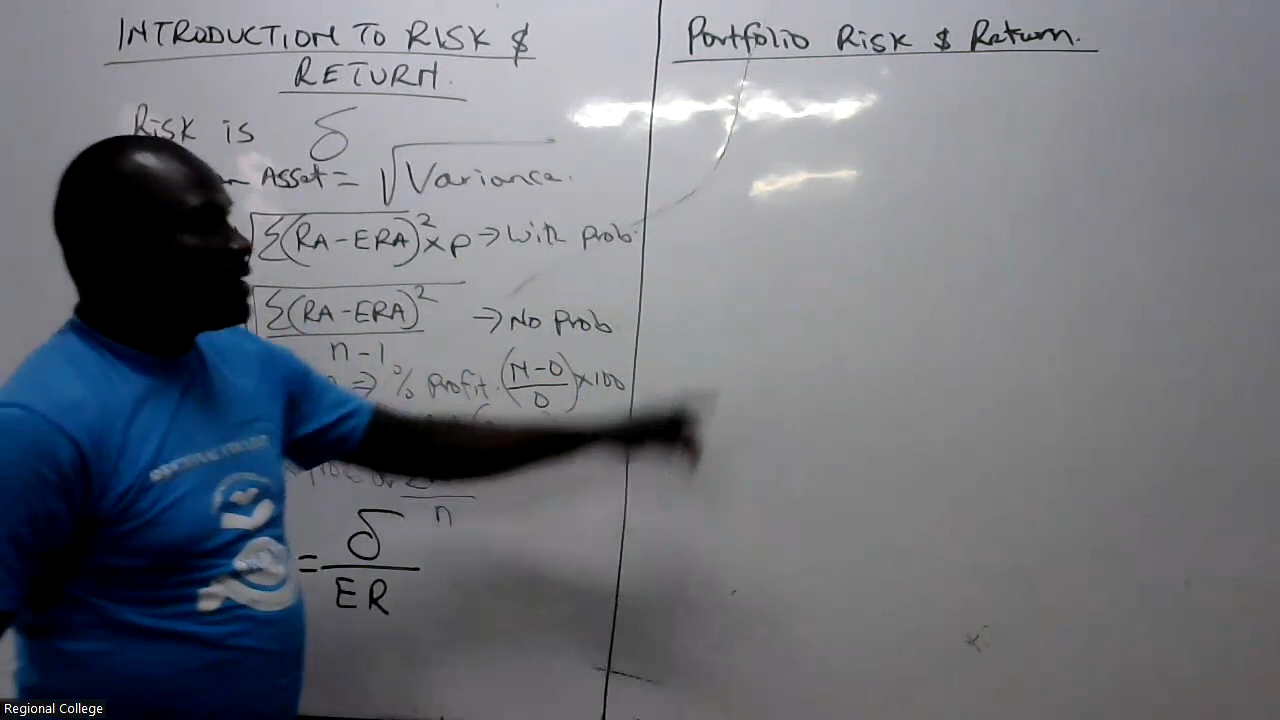 INTRODUCTION TO RISK $
RETURN.
Risk is δ
Asset = √Variance.
Σ(RA-ERA)²×P → With prob.
Σ(RA-ERA)² → No prob
n-1
⇒ % Profit (N-O)/O ×100
n
= δ
ER
Portfolio Risk $ Return.
Regional College